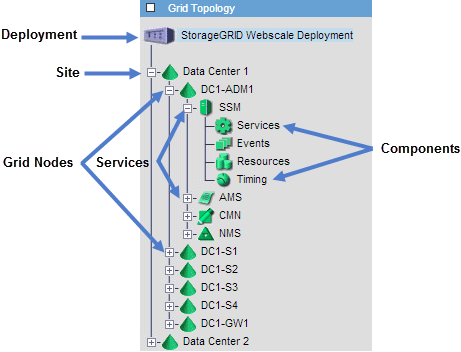 Grid Topology
Deployment
StorageGRID Webscale Deployment
Site
Data Center 1
DC1-ADM1
SSM
Services
Events
Components
Grid Nodes
Services
Resources
Timing
AMS
CMN
NMS
DC1-S1
DC1-S2
DC1-S3
DC1-S4
DC1-GW1
Data Center 2